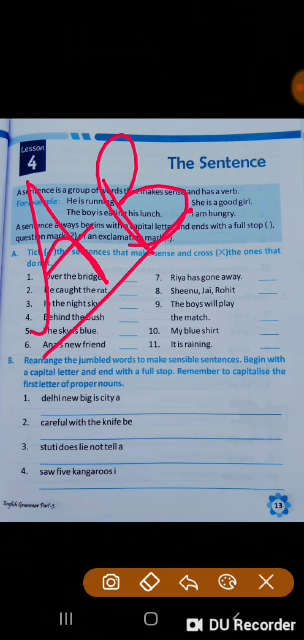 Lesson
4
The Sentence
A sentence is a group of words that makes sense and has a verb.
For example: He is running. She is a good girl.
The boy is eating his lunch. I am hungry.
A sentence always begins with a capital letter and ends with a full stop (.),
question mark (?) or an exclamation mark (!).
A. Tick (✓) the sentences that make sense and cross (✗) the ones that
do not.
1. Over the bridge
2. He caught the rat.
3. In the night sky
4. Behind the bush
5. The sky is blue.
6. Ana's new friend
7. Riya has gone away.
8. Sheenu, Jai, Rohit
9. The boys will play
the match.
10. My blue shirt
11. It is raining.
B. Rearrange the jumbled words to make sensible sentences. Begin with
a capital letter and end with a full stop. Remember to capitalise the
first letter of proper nouns.
1. delhi new big is city a
2. careful with the knife be
3. stuti does lie not tell a
4. saw five kangaroos i
English Grammar Part-3
13
DU Recorder